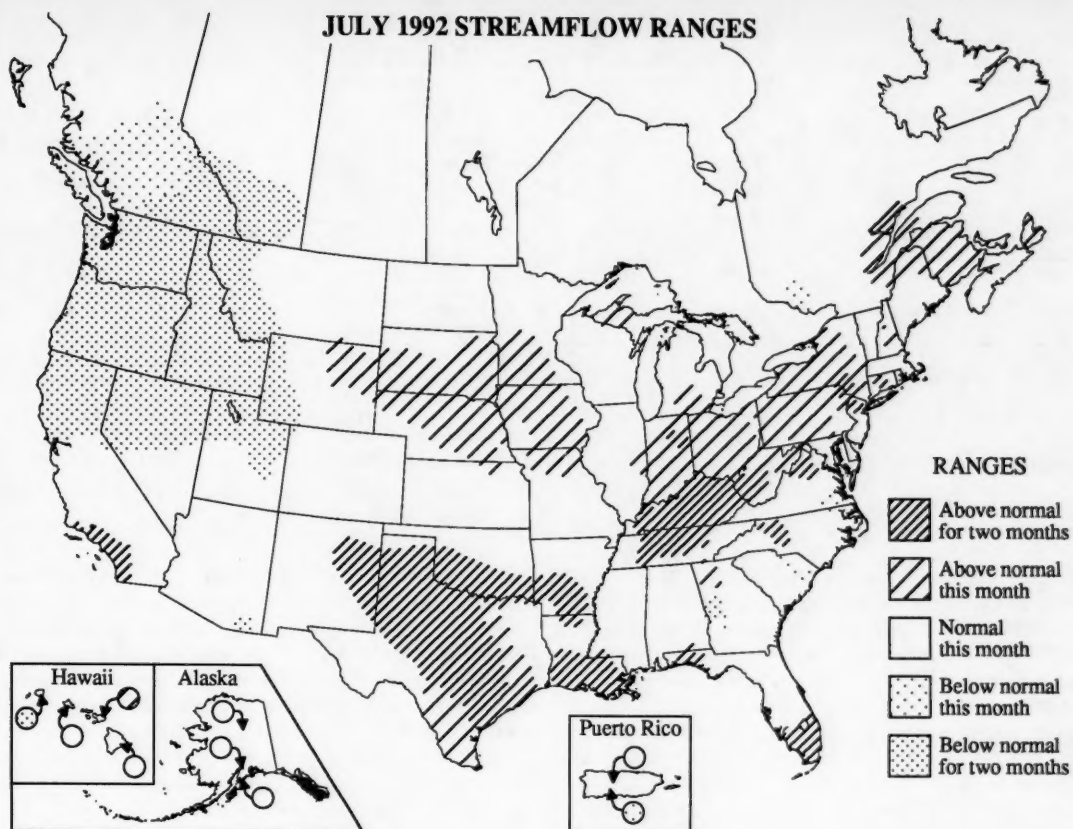 JULY 1992 STREAMFLOW RANGES
RANGES
Above normal
for two months
Above normal
this month
Normal
this month
Below normal
this month
Below normal
for two months
Hawaii
Alaska
Puerto Rico